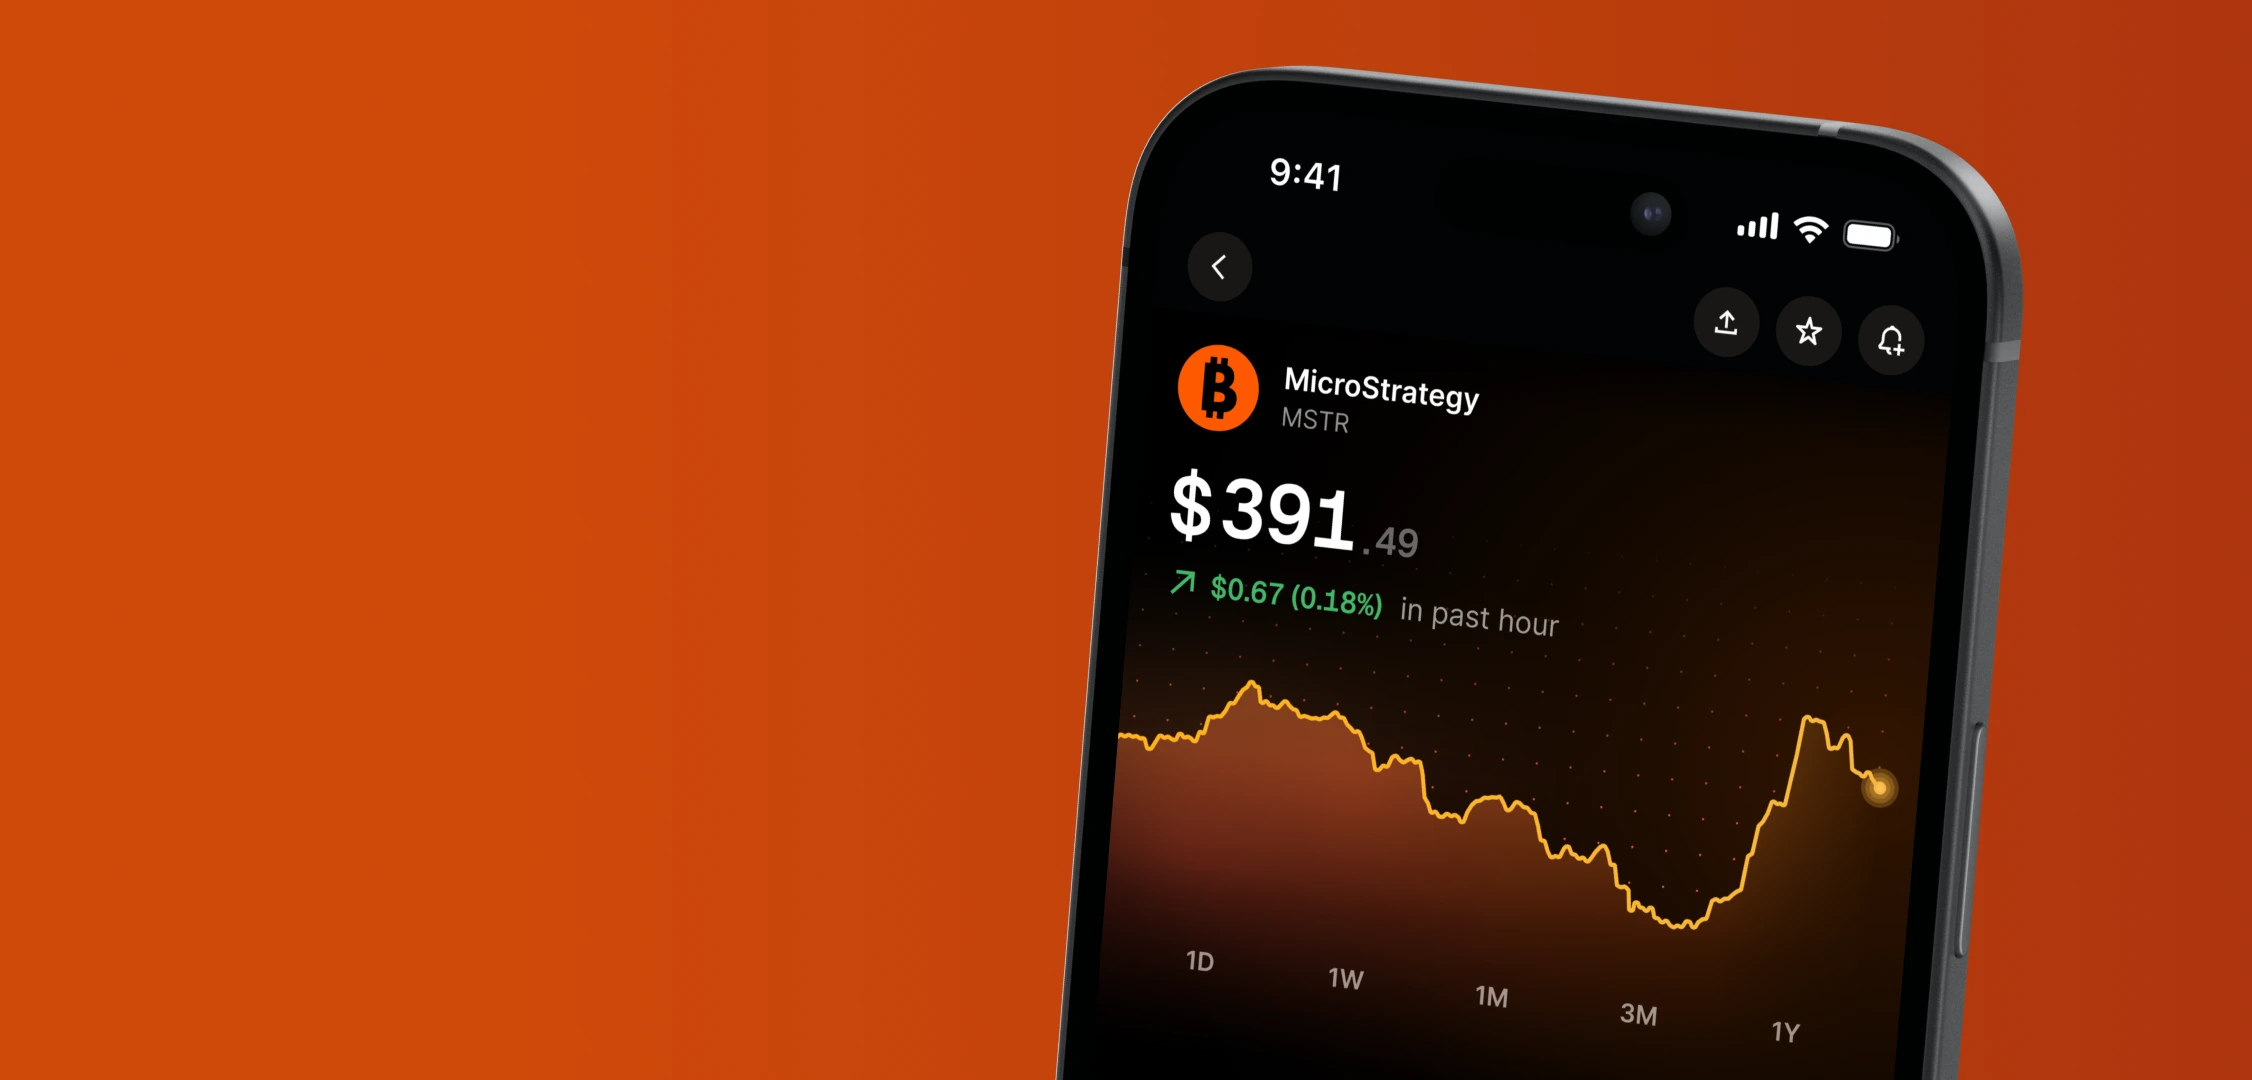 9:41
MicroStrategy
MSTR
$391.49
$0.67 (0.18%) in past hour
1D
1W
1M
3M
1Y